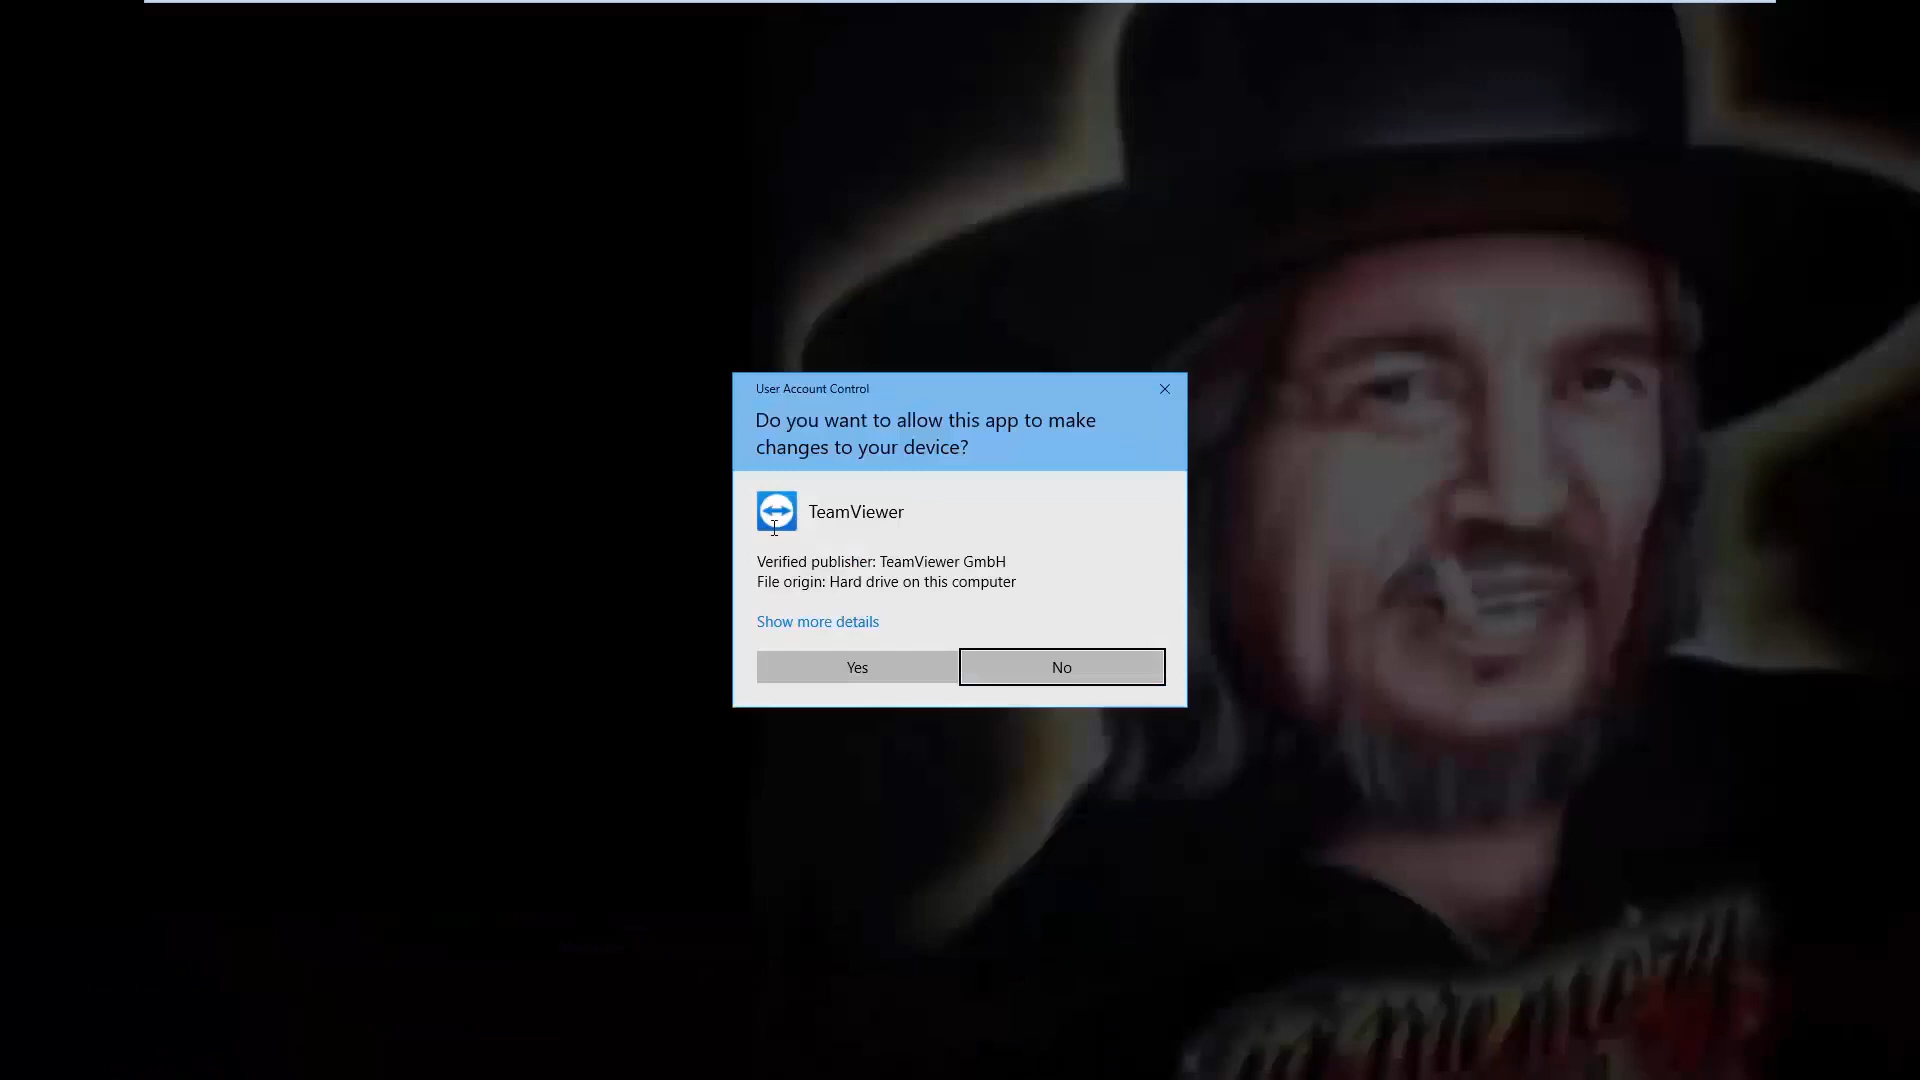 User Account Control
Do you want to allow this app to make
changes to your device?
TeamViewer
Verified publisher: TeamViewer GmbH
File origin: Hard drive on this computer
Show more details
Yes
No